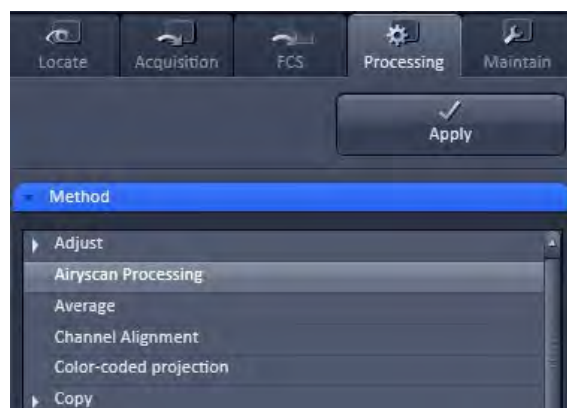 Locate Acquisition FCS Processing Maintain
Apply
Method
Adjust
Airyscan Processing
Average
Channel Alignment
Color-coded projection
Copy